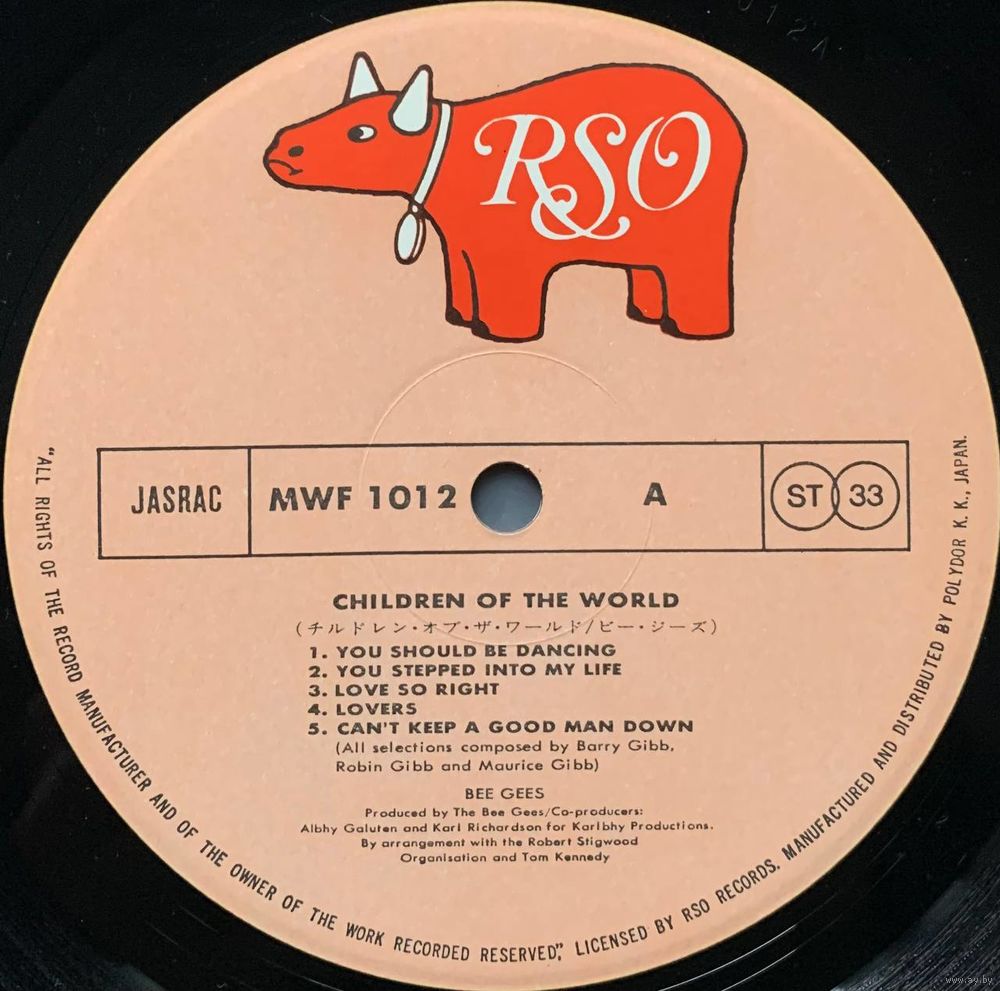 012A
RSO
JASRAC
MWF 1012
A
ST 33
CHILDREN OF THE WORLD
(チルドレン・オブ・ザ・ワールド/ビー・ジーズ)
1. YOU SHOULD BE DANCING
2. YOU STEPPED INTO MY LIFE
3. LOVE SO RIGHT
4. LOVERS
5. CAN'T KEEP A GOOD MAN DOWN
(All selections composed by Barry Gibb,
Robin Gibb and Maurice Gibb)
BEE GEES
Produced by The Bee Gees/Co-producers:
Albhy Galuten and Karl Richardson for Karlbhy Productions.
By arrangement with the Robert Stigwood
Organisation and Tom Kennedy
"ALL RIGHTS OF THE RECORD MANUFACTURER AND OF THE OWNER OF THE WORK RECORDED RESERVED," LICENSED BY RSO RECORDS. MANUFACTURED AND DISTRIBUTED BY POLYDOR K. K., JAPAN.
www.ay.by